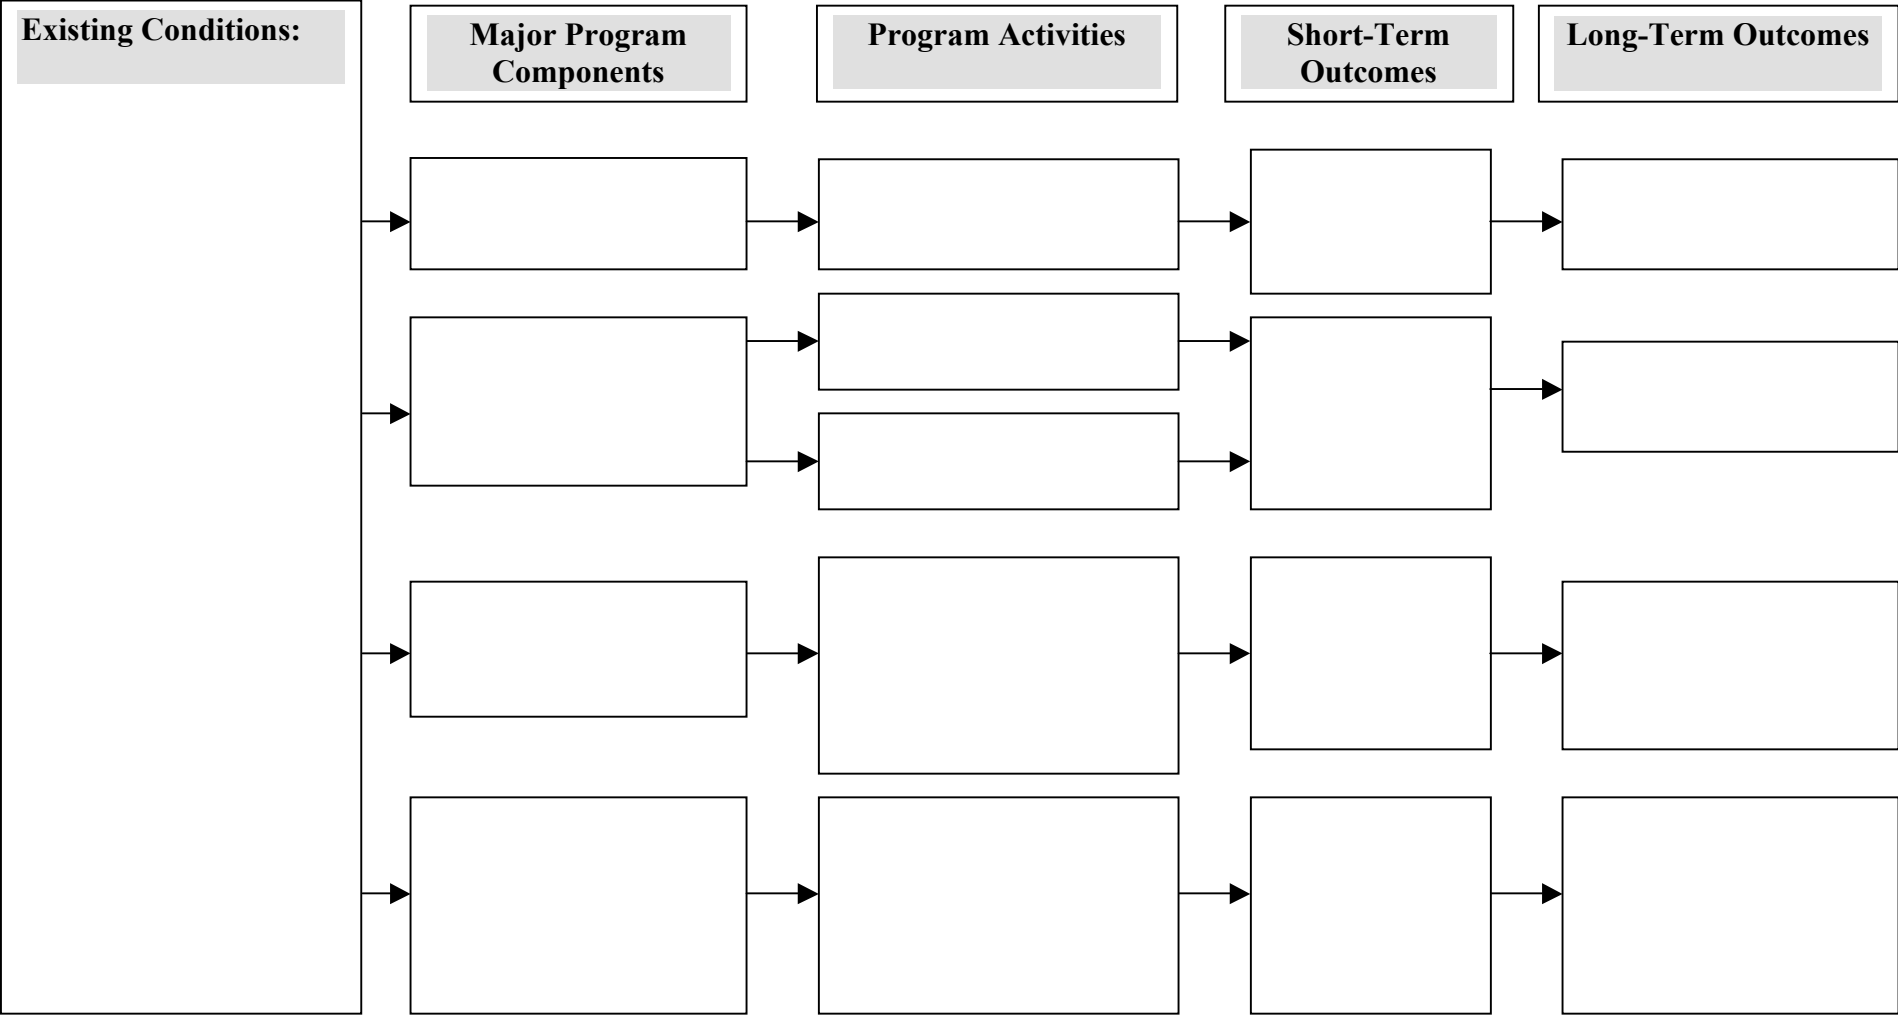 Existing Conditions:
Major Program
Components
Program Activities
Short-Term
Outcomes
Long-Term Outcomes